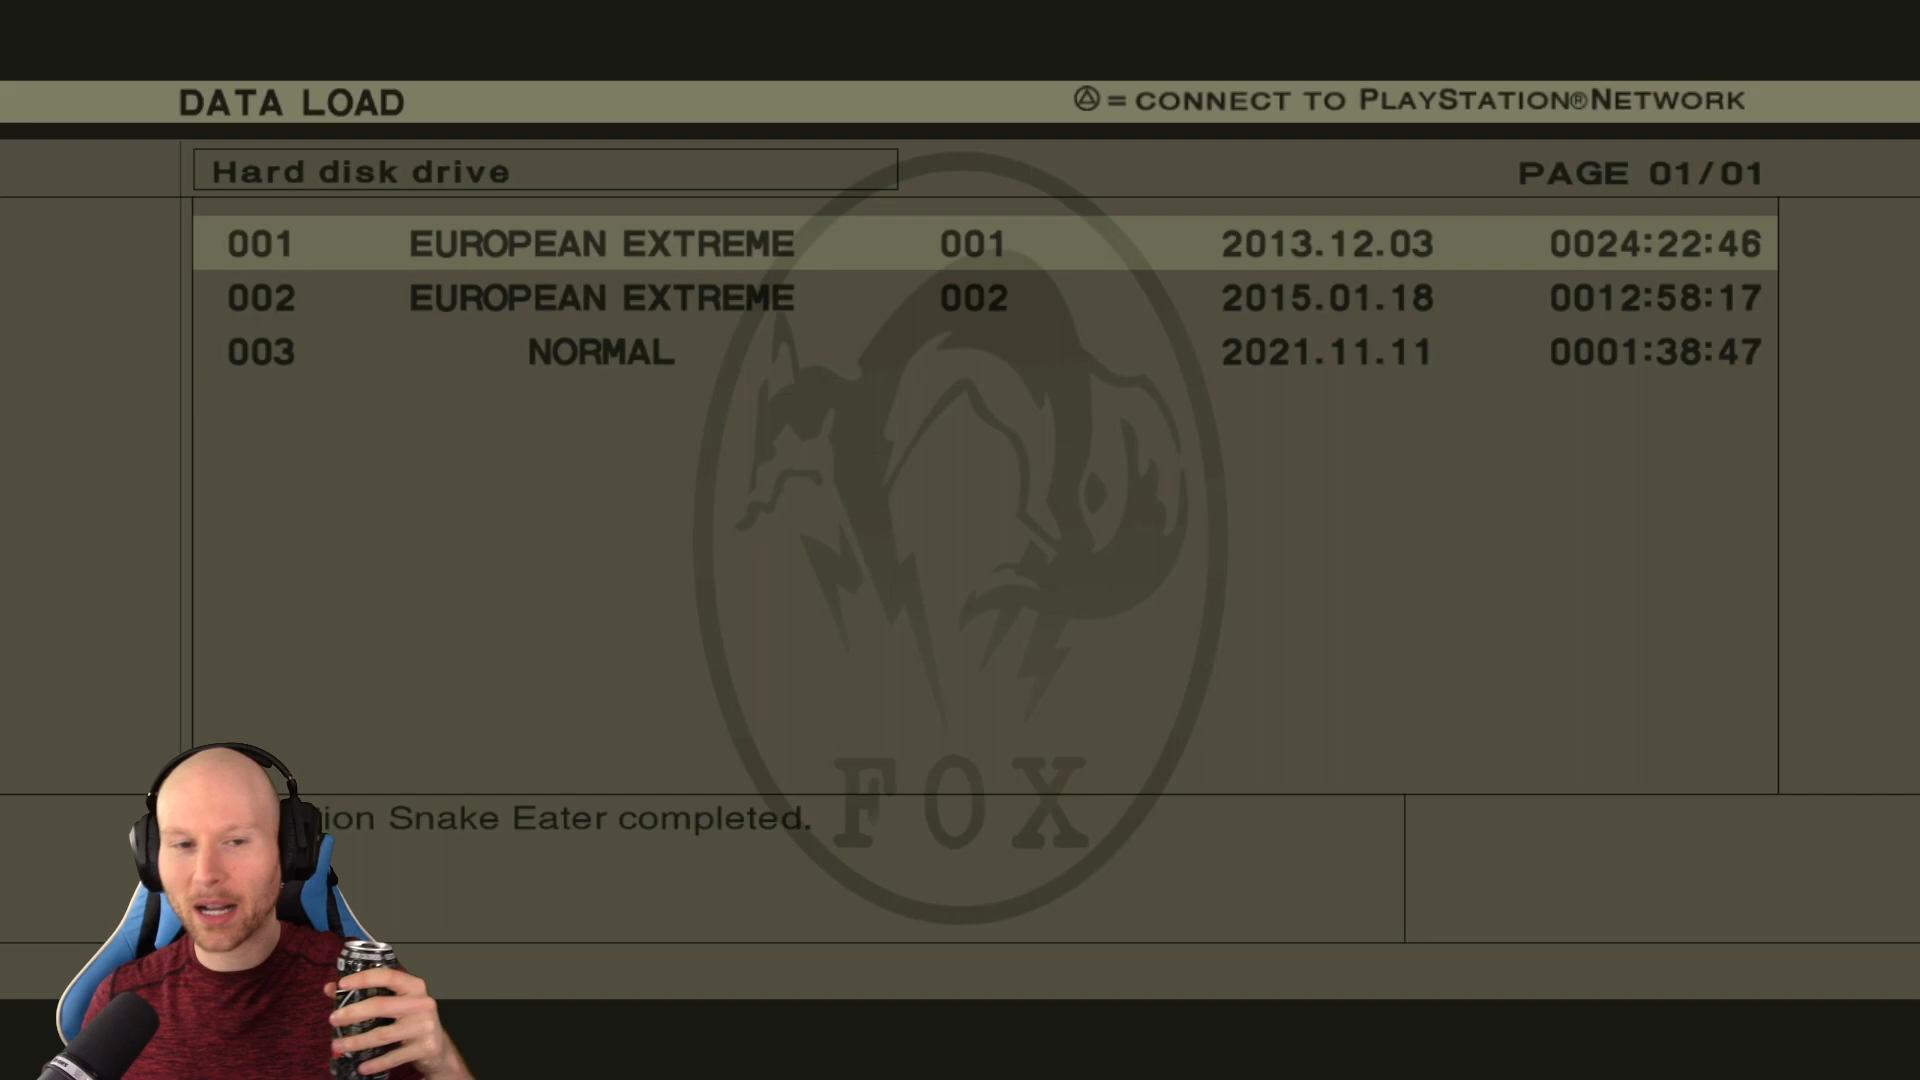 DATA LOAD
Ⓐ = CONNECT TO PLAYSTATION®NETWORK
Hard disk drive
PAGE 01/01
001 EUROPEAN EXTREME 001 2013.12.03 0024:22:46
002 EUROPEAN EXTREME 002 2015.01.18 0012:58:17
003 NORMAL 2021.11.11 0001:38:47
Snake Eater completed.
FOX